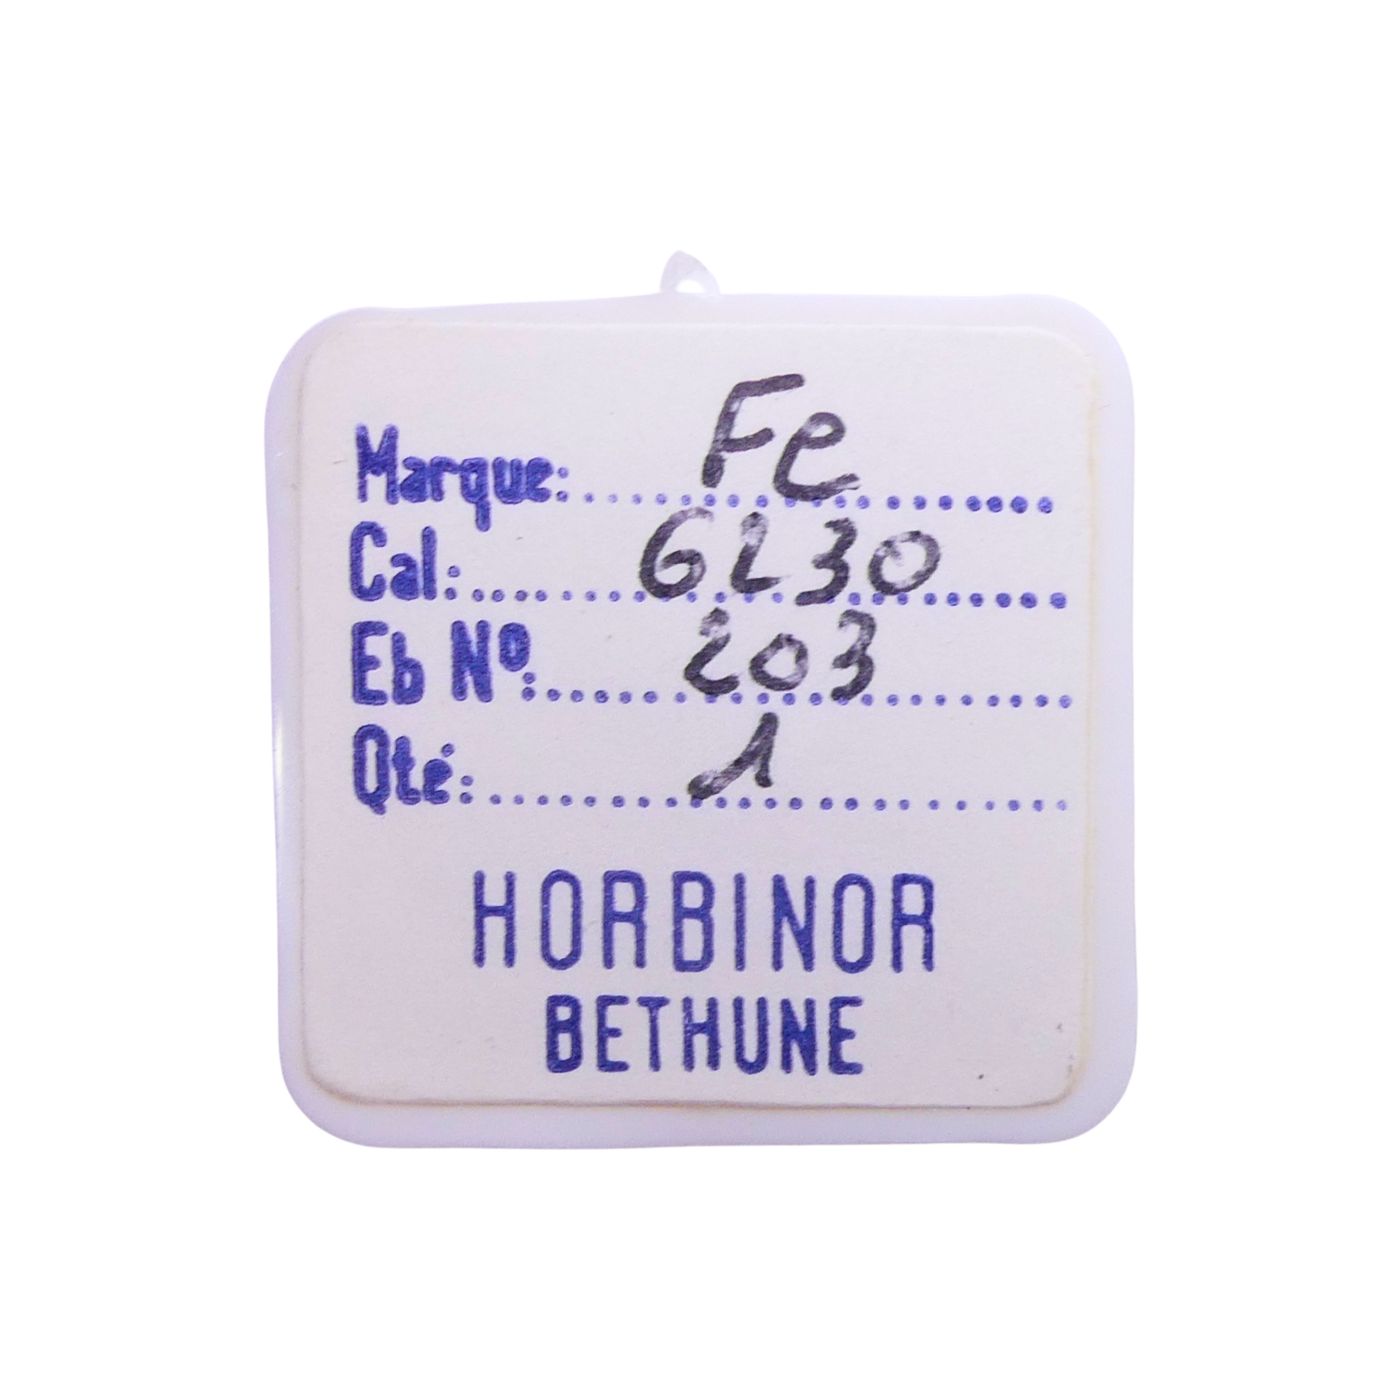 Marque: Fe
Cal: 6230
Eb Nº: 203
Qté: 1
HORBINOR
BETHUNE